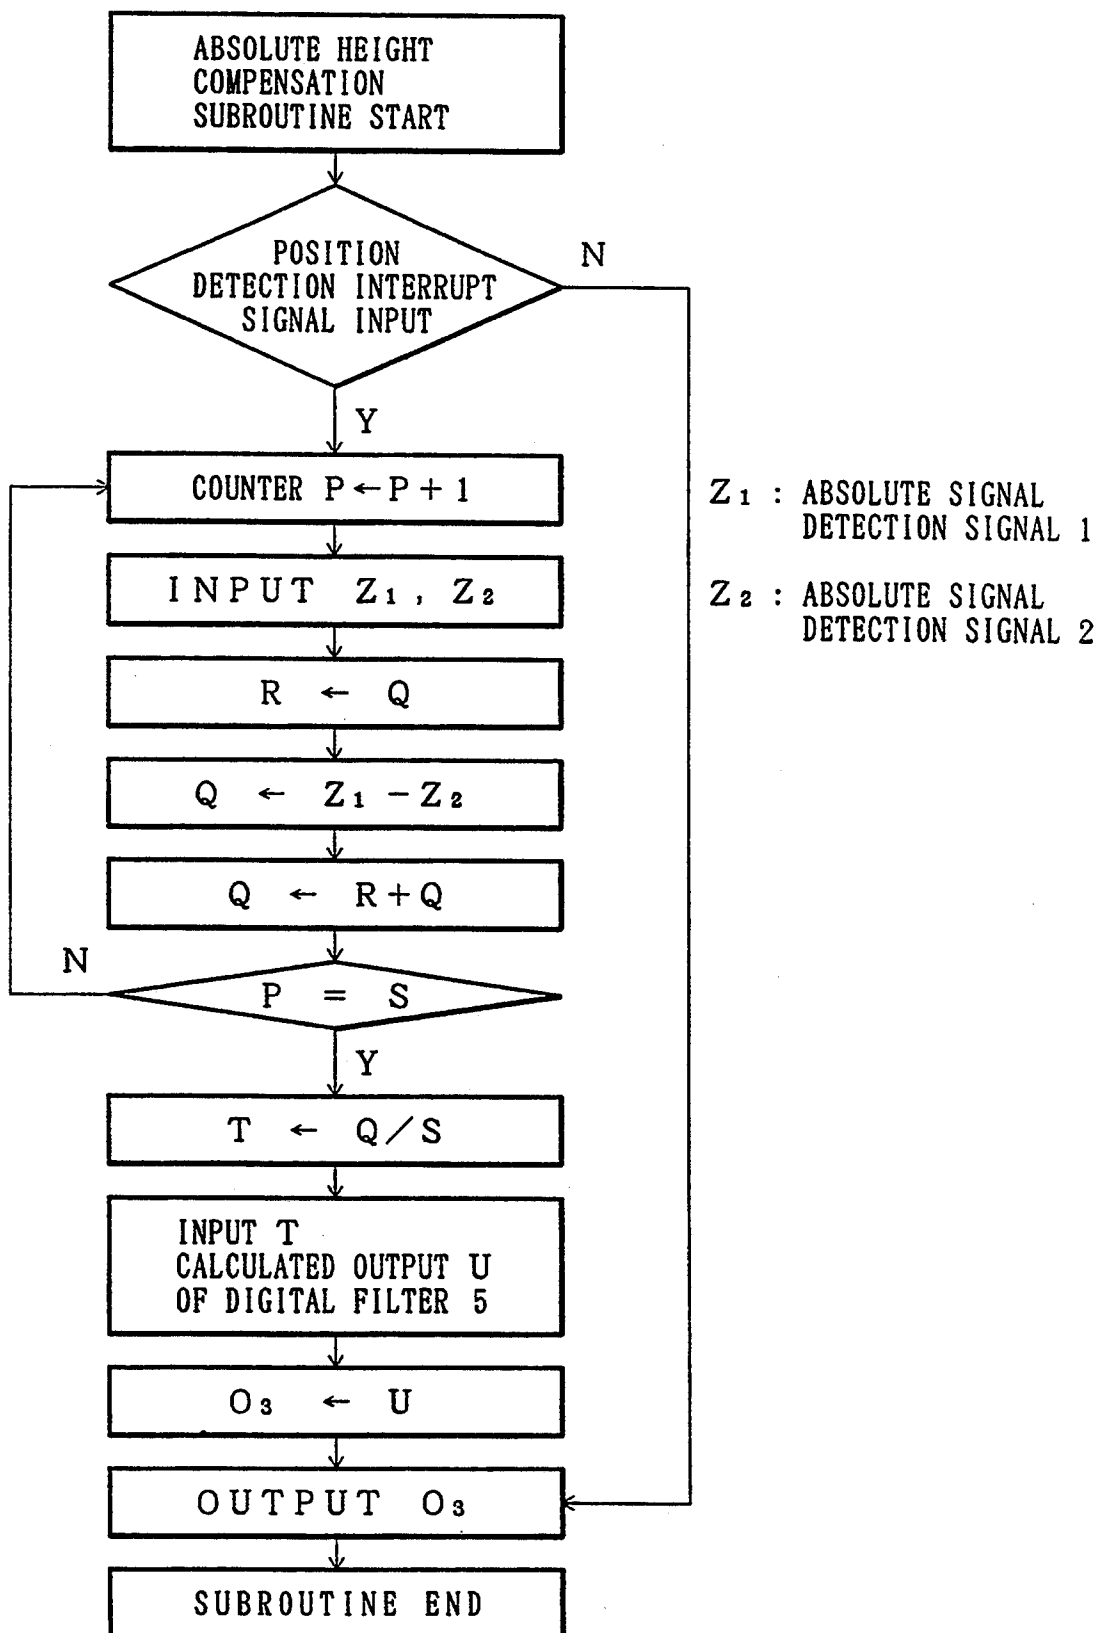 ABSOLUTE HEIGHT
COMPENSATION
SUBROUTINE START
POSITION
DETECTION INTERRUPT
SIGNAL INPUT
N
Y
COUNTER P←P+1
INPUT Z₁, Z₂
R ← Q
Q ← Z₁ −Z₂
Q ← R+Q
N
P = S
Y
T ← Q/S
INPUT T
CALCULATED OUTPUT U
OF DIGITAL FILTER 5
O₃ ← U
OUTPUT O₃
SUBROUTINE END
Z₁ : ABSOLUTE SIGNAL
DETECTION SIGNAL 1
Z₂ : ABSOLUTE SIGNAL
DETECTION SIGNAL 2